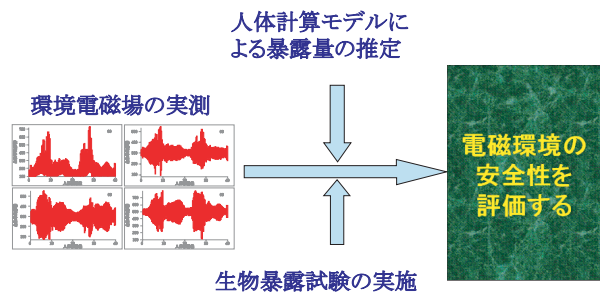 人体計算モデルに
よる暴露量の推定
環境電磁場の実測
電磁環境の
安全性を
評価する
生物暴露試験の実施